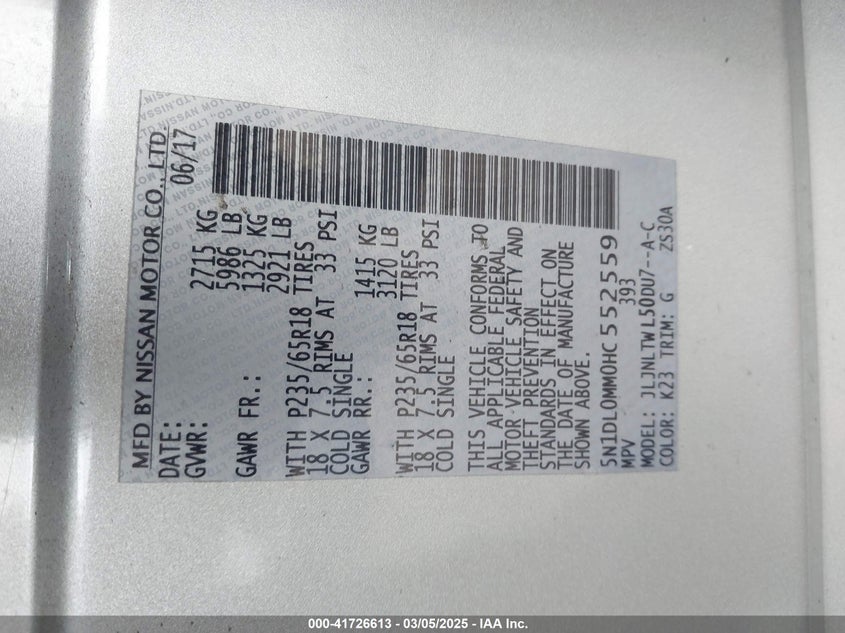 MFD BY NISSAN MOTOR CO., LTD.
DATE: 06/17
GVWR: 2715 KG
5986 LB
GAWR FR.: 1325 KG
2921 LB
WITH P235/65R18 TIRES
18 X 7.5 RIMS AT 33 PSI
COLD SINGLE
GAWR RR.: 1415 KG
3120 LB
WITH P235/65R18 TIRES
18 X 7.5 RIMS AT 33 PSI
COLD SINGLE
THIS VEHICLE CONFORMS TO
ALL APPLICABLE FEDERAL
MOTOR VEHICLE SAFETY AND
THEFT PREVENTION
STANDARDS IN EFFECT ON
THE DATE OF MANUFACTURE
SHOWN ABOVE.
5N1DL0MM0HC552559
MPV 393
MODEL: JLJNLTWL50DU7--A-C
COLOR: K23 TRIM: G ZS30A
000-41726613 - 03/05/2025 - IAA Inc.